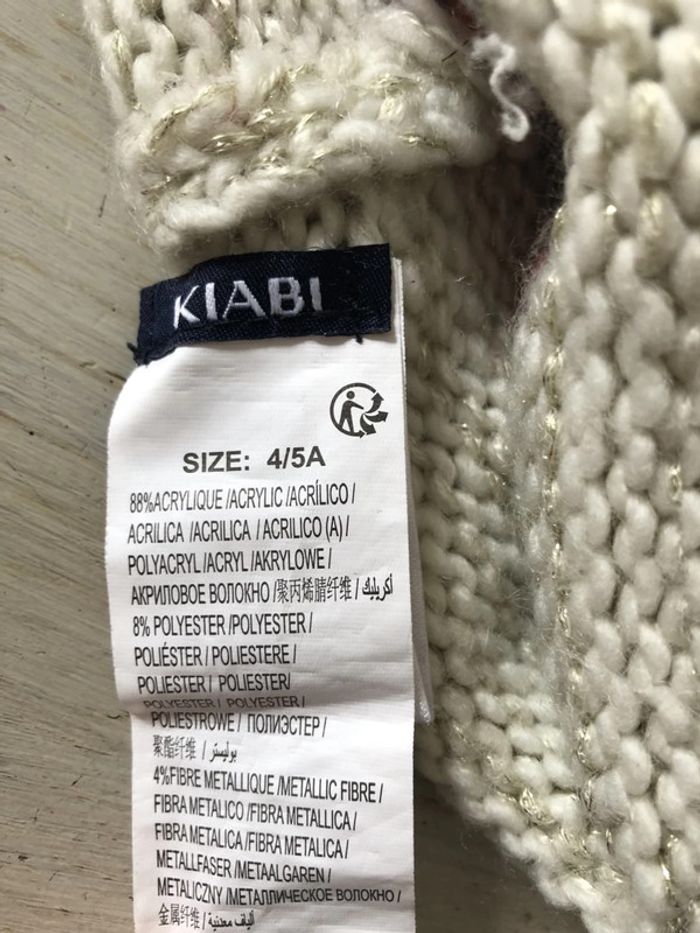 KIABI
SIZE: 4/5A
88%ACRYLIQUE /ACRYLIC /ACRÍLICO /
ACRILICA /ACRILICA / ACRILICO (A) /
POLYACRYL /ACRYL /AKRYLOWE /
АКРИЛОВОЕ ВОЛОКНО /聚丙烯腈纤维 / أكريليك
8% POLYESTER /POLYESTER /
POLIÉSTER / POLIESTERE /
POLIESTER / POLIESTER/
POLYESTER / POLYESTER /
POLIESTROWE / ПОЛИЭСТЕР /
聚酯纤维 / بوليستر /
4%FIBRE METALLIQUE /METALLIC FIBRE /
FIBRA METALICO /FIBRA METALLICA /
FIBRA METALICA /FIBRA METALICA /
METALLFASER /METAALGAREN /
METALICZNY /МЕТАЛЛИЧЕСКОЕ ВОЛОКНО /
金属纤维 / ألياف معدنية /